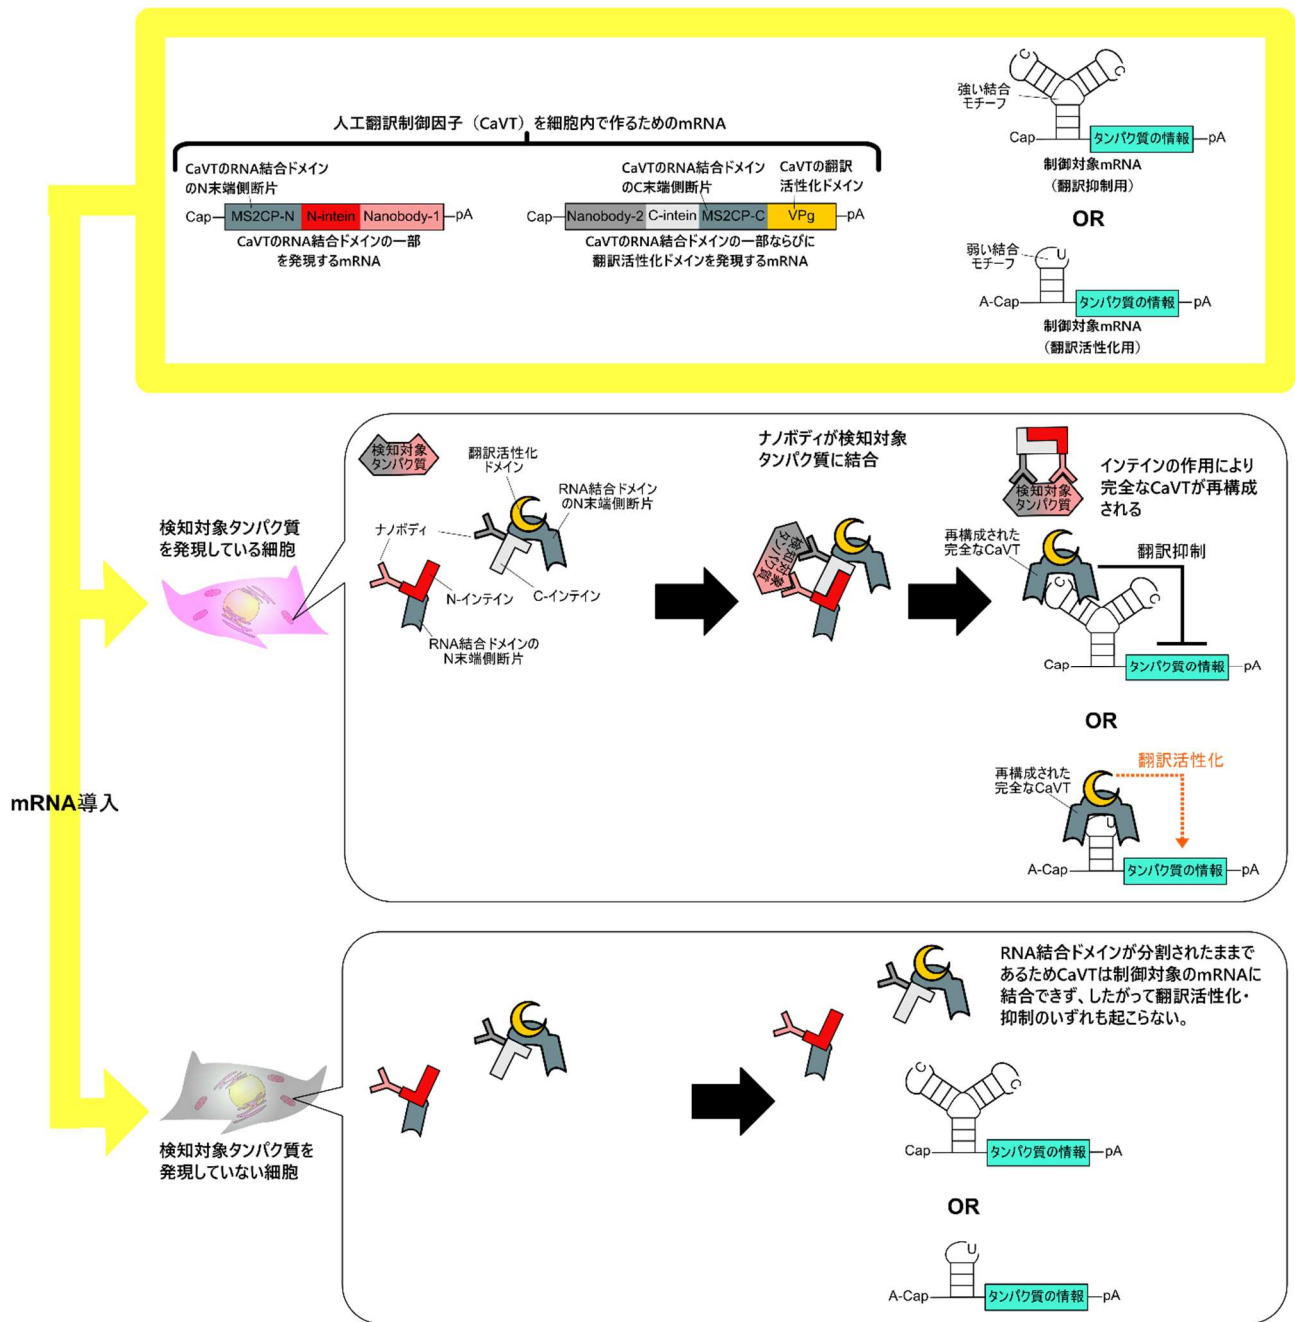 人工翻訳制御因子（CaVT）を細胞内で作るためのmRNA
CaVTのRNA結合ドメイン
のN末端側断片
Cap
MS2CP-N
N-intein
Nanobody-1
pA
CaVTのRNA結合ドメインの一部
を発現するmRNA
CaVTのRNA結合ドメイン
のC末端側断片
CaVTの翻訳
活性化ドメイン
Cap
Nanobody-2
C-intein
MS2CP-C
VPg
pA
CaVTのRNA結合ドメインの一部ならびに
翻訳活性化ドメインを発現するmRNA
C
C
強い結合
モチーフ
Cap
タンパク質の情報
pA
制御対象mRNA
（翻訳抑制用）
OR
弱い結合
モチーフ
U
A-Cap
タンパク質の情報
pA
制御対象mRNA
（翻訳活性化用）
mRNA導入
検知対象タンパク質
を発現している細胞
検知対象
タンパク質
翻訳活性化
ドメイン
RNA結合ドメイン
のN末端側断片
ナノボディ
N-インテイン
C-インテイン
RNA結合ドメインの
N末端側断片
ナノボディが検知対象
タンパク質に結合
検知対象
タンパク質
検知対象
タンパク質
インテインの作用により
完全なCaVTが再構成
される
再構成された
完全なCaVT
翻訳抑制
C
C
Cap
タンパク質の情報
pA
OR
翻訳活性化
再構成された
完全なCaVT
U
A-Cap
タンパク質の情報
pA
検知対象タンパク質を
発現していない細胞
RNA結合ドメインが分割されたままで
あるためCaVTは制御対象のmRNAに
結合できず、したがって翻訳活性化・
抑制のいずれも起こらない。
C
C
Cap
タンパク質の情報
pA
OR
U
A-Cap
タンパク質の情報
pA